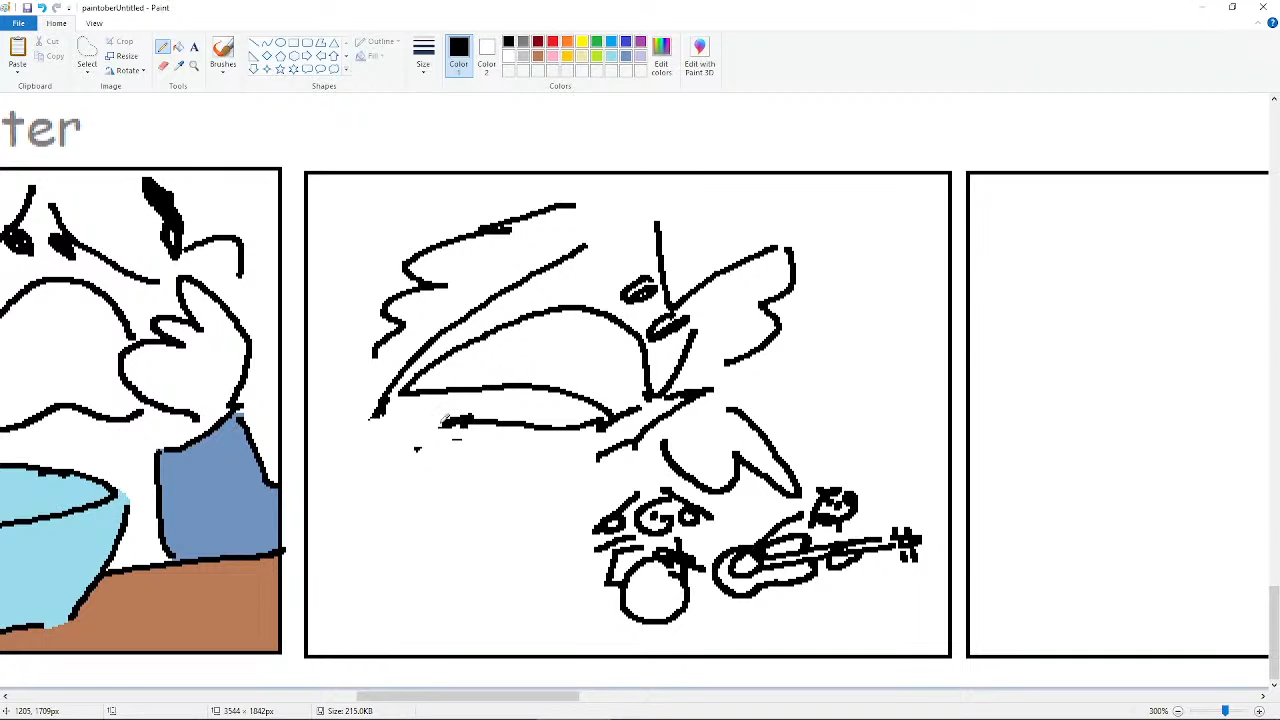 paintoberUntitled - Paint
File Home View
Paste
Cut
Copy
Clipboard
Select
Crop
Resize
Rotate
Image
A
Tools
Brushes
Outline
Fill
Shapes
Size
Color
1
Color
2
Edit
colors
Edit with
Paint 3D
Colors
ter
1205, 1709px
3544 × 1842px
Size: 215.0KB
300%